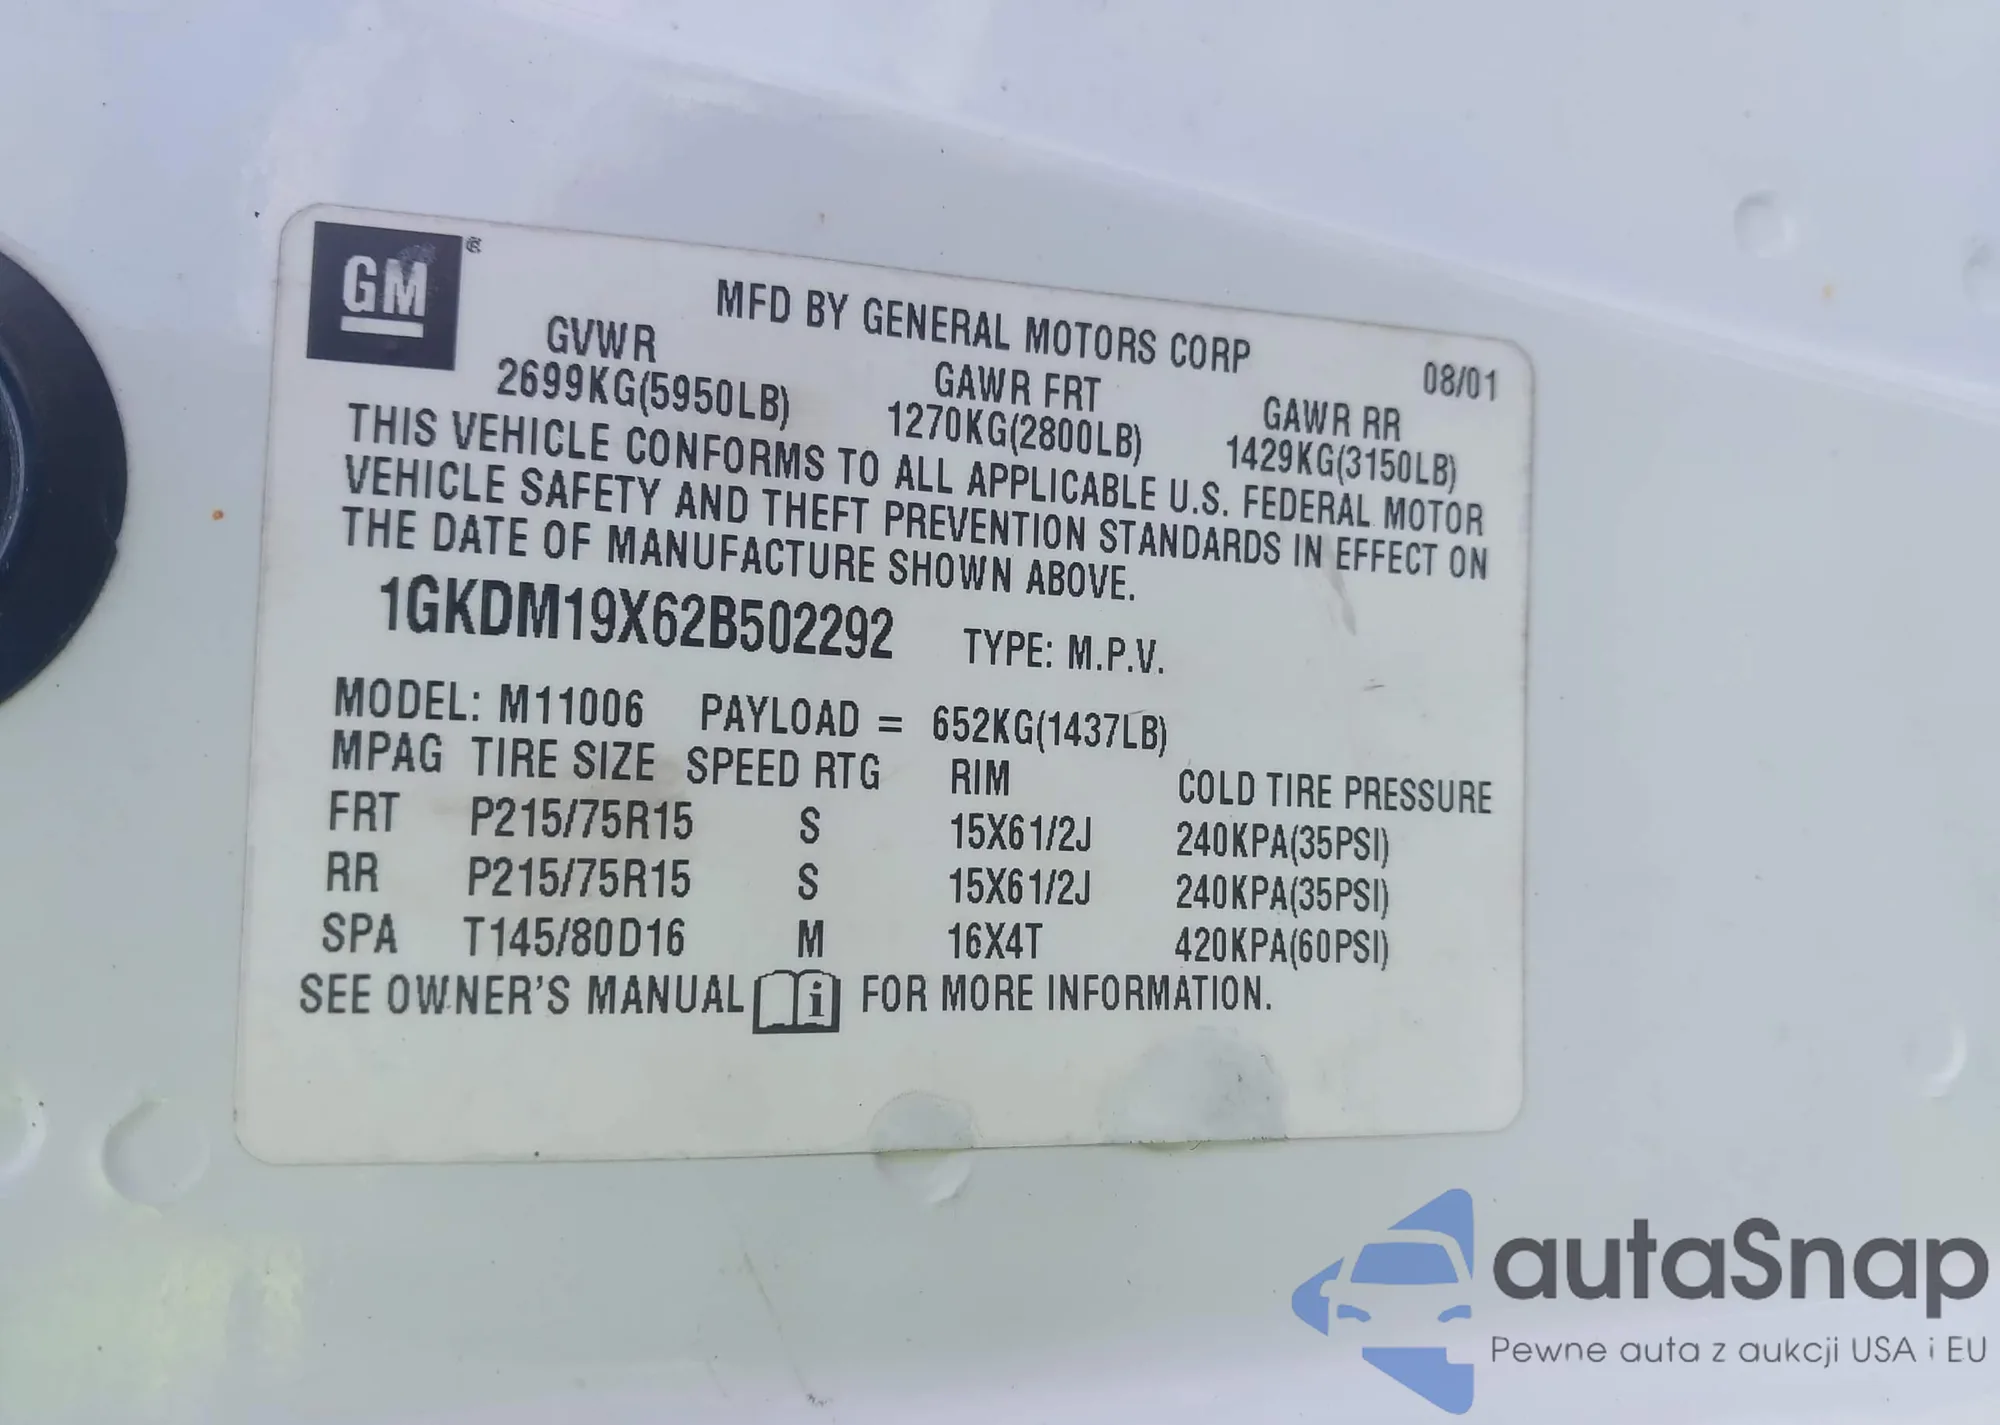 GM
MFD BY GENERAL MOTORS CORP 08/01
GVWR GAWR FRT GAWR RR
2699KG(5950LB) 1270KG(2800LB) 1429KG(3150LB)
THIS VEHICLE CONFORMS TO ALL APPLICABLE U.S. FEDERAL MOTOR
VEHICLE SAFETY AND THEFT PREVENTION STANDARDS IN EFFECT ON
THE DATE OF MANUFACTURE SHOWN ABOVE.
1GKDM19X62B502292 TYPE: M.P.V.
MODEL: M11006 PAYLOAD = 652KG(1437LB)
MPAG TIRE SIZE SPEED RTG RIM COLD TIRE PRESSURE
FRT P215/75R15 S 15X61/2J 240KPA(35PSI)
RR P215/75R15 S 15X61/2J 240KPA(35PSI)
SPA T145/80D16 M 16X4T 420KPA(60PSI)
SEE OWNER'S MANUAL i FOR MORE INFORMATION.
autaSnap
Pewne auta z aukcji USA i EU